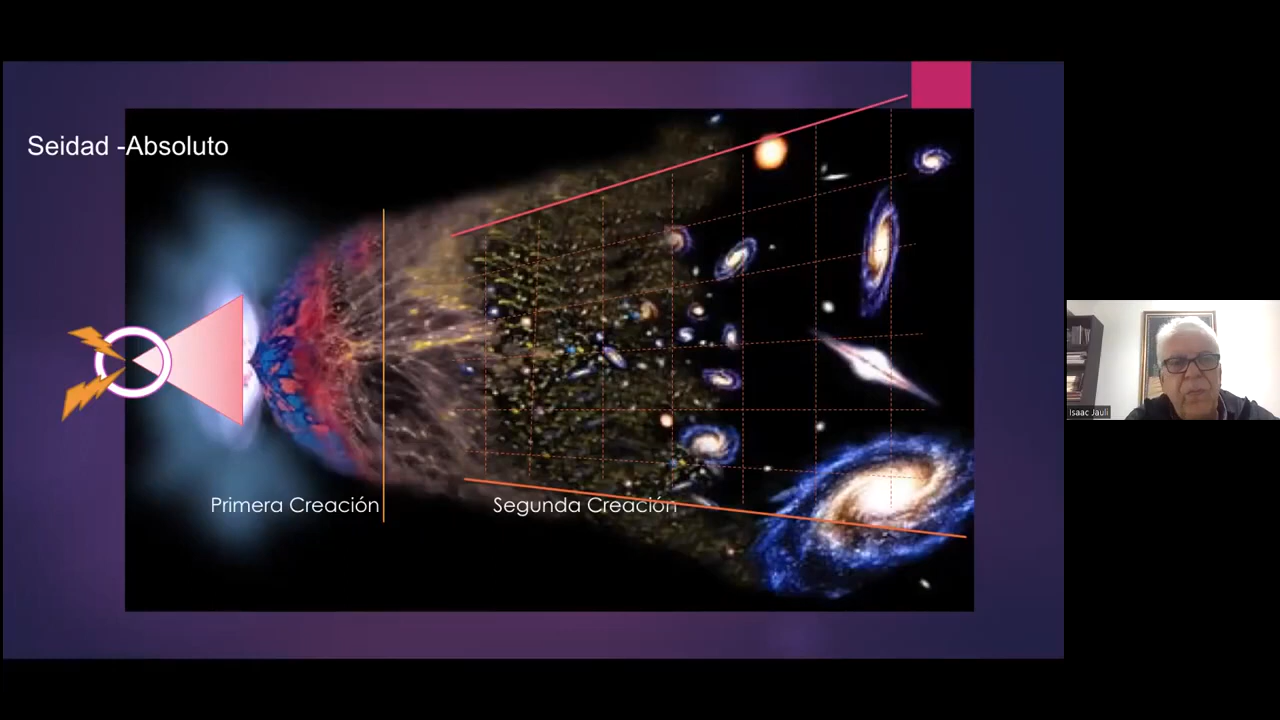 Seidad -Absoluto
Primera Creación
Segunda Creación
Isaac Jauli